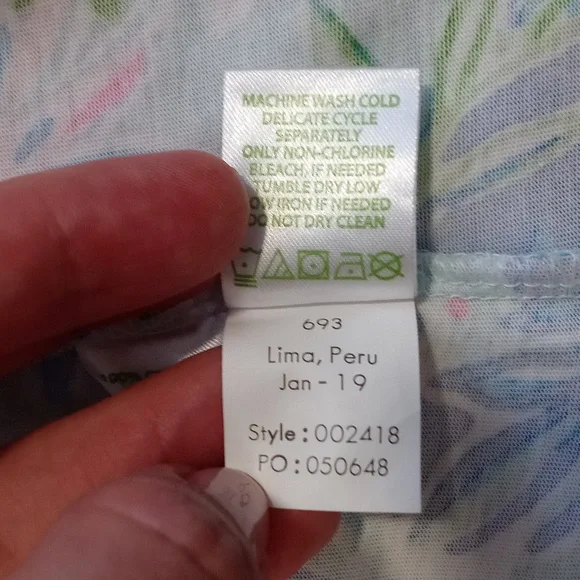 MACHINE WASH COLD
DELICATE CYCLE
SEPARATELY
ONLY NON-CHLORINE
BLEACH, IF NEEDED
TUMBLE DRY LOW
LOW IRON IF NEEDED
DO NOT DRY CLEAN
693
Lima, Peru
Jan - 19
Style : 002418
PO : 050648